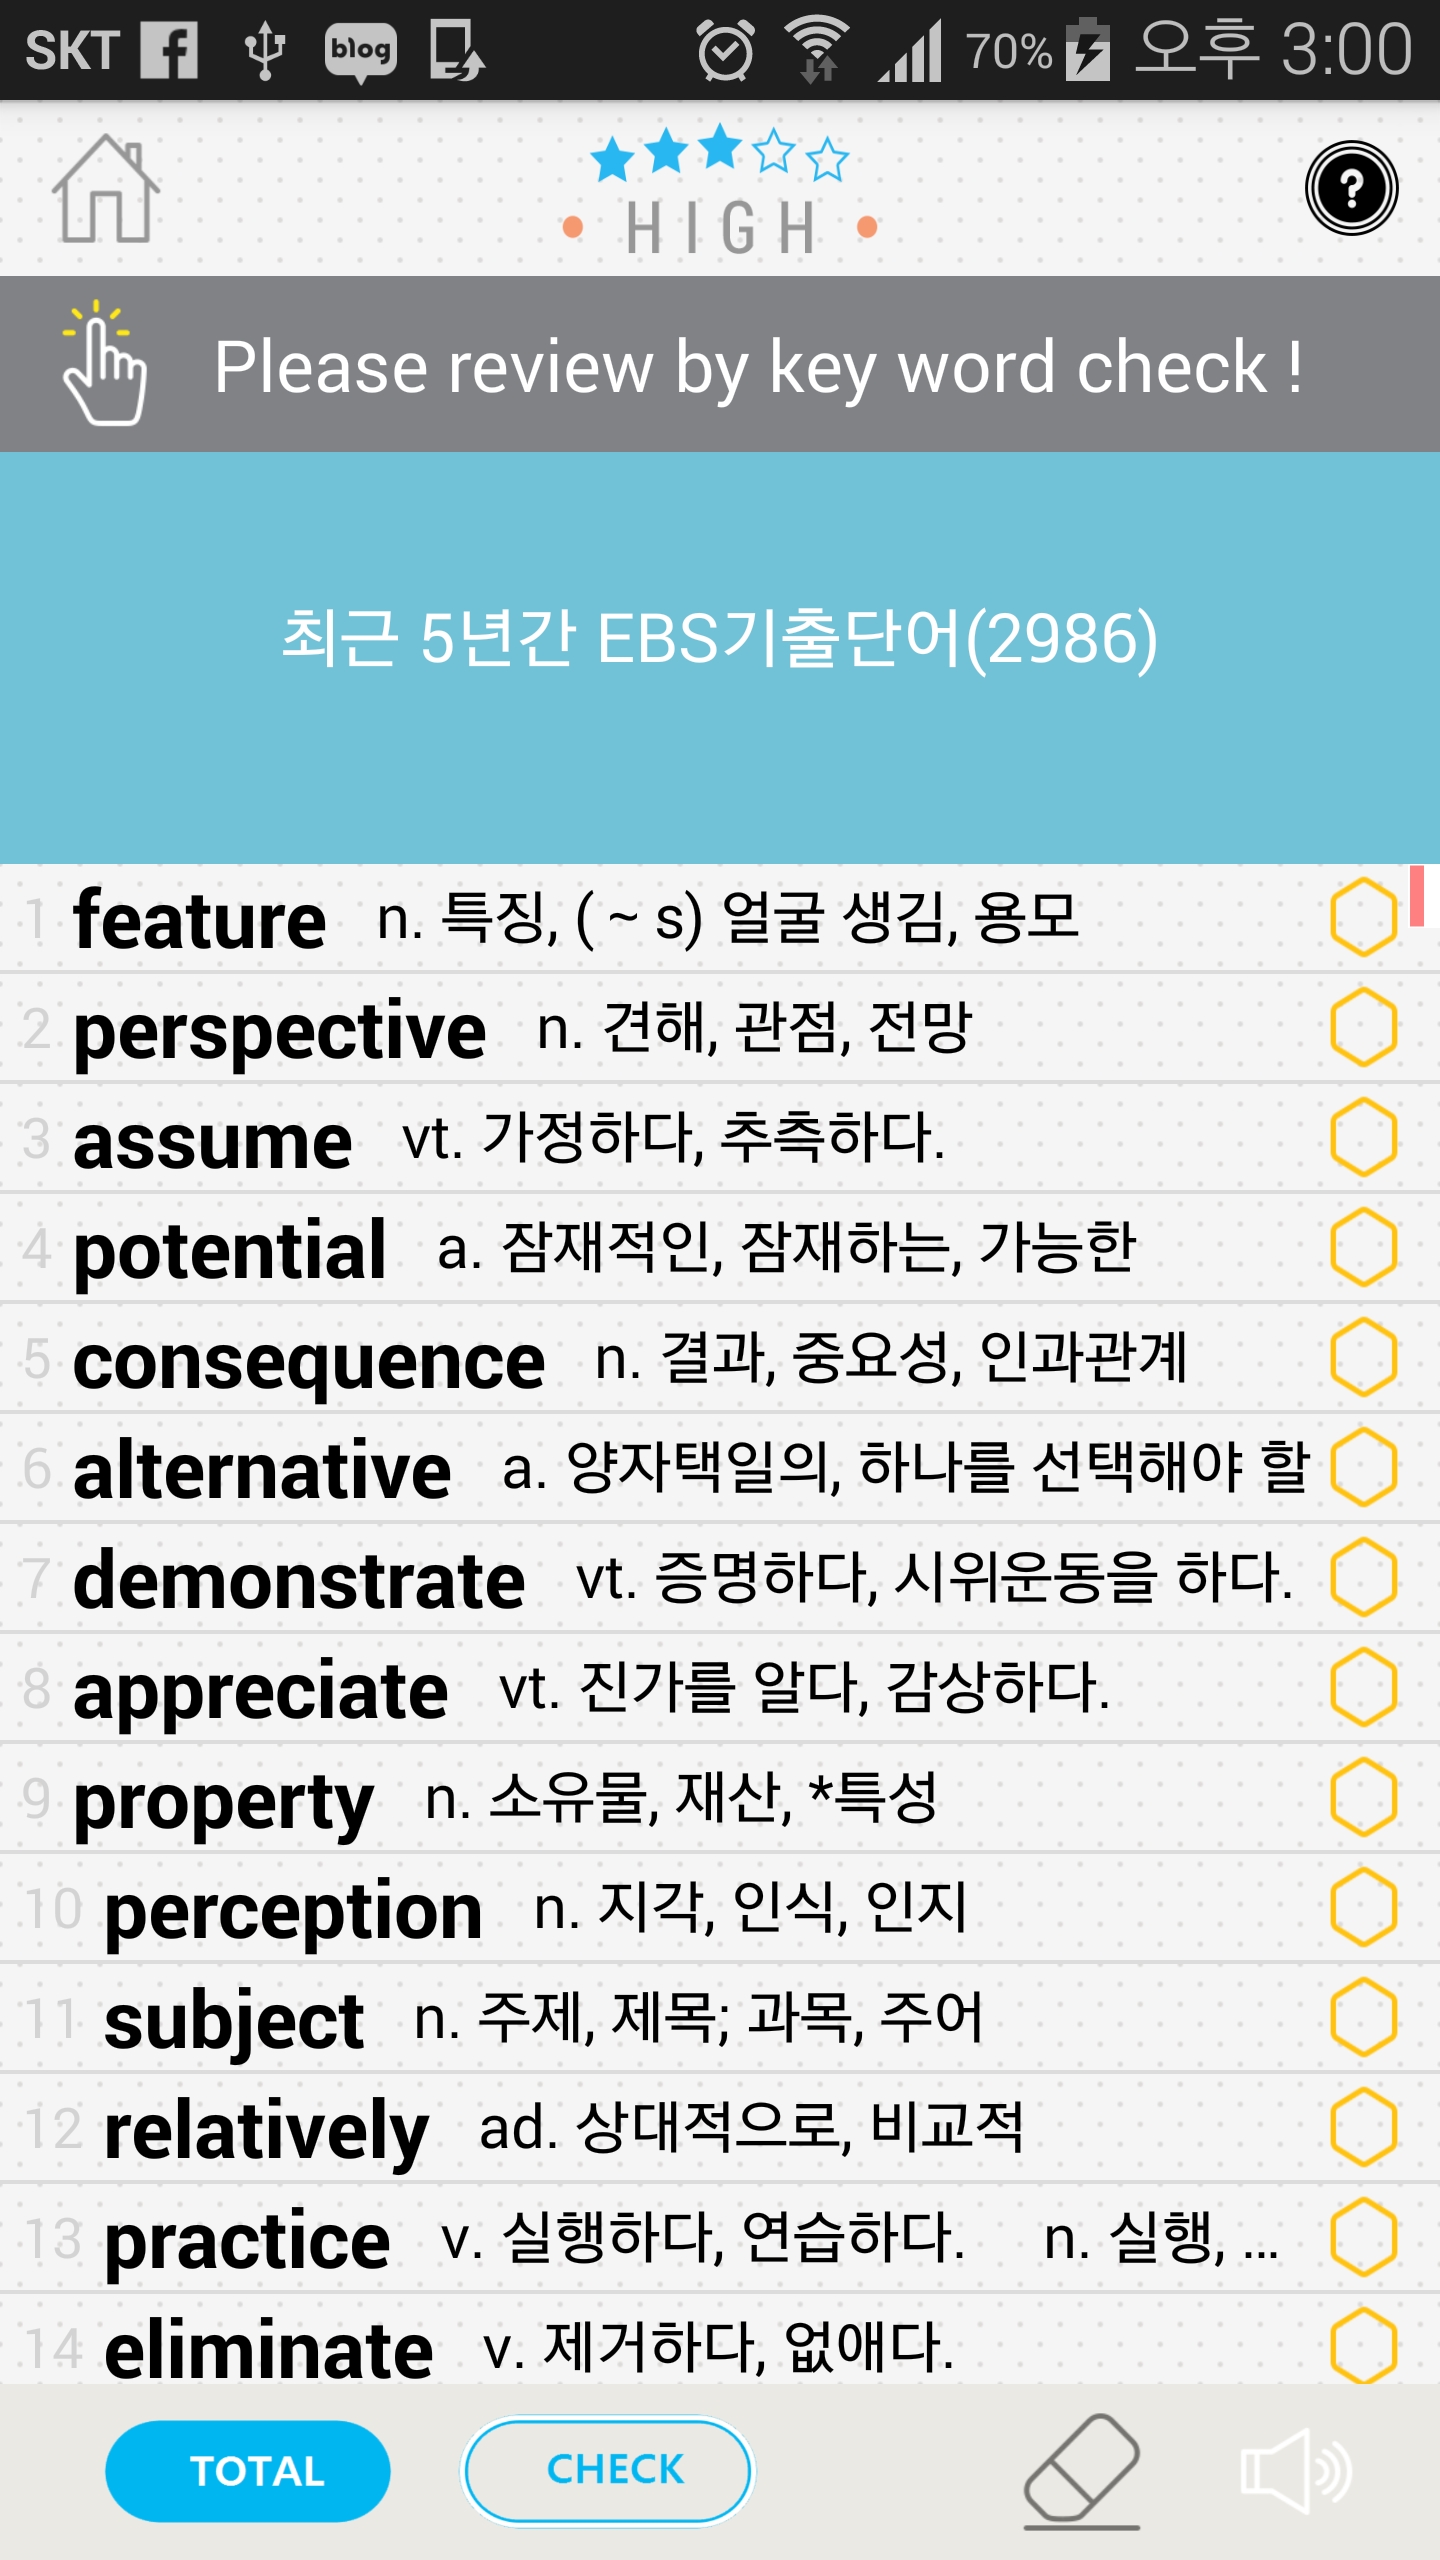 SKT blog 70% 오후 3:00
HIGH
Please review by key word check !
최근 5년간 EBS기출단어(2986)
1 feature n. 특징, ( ~ s) 얼굴 생김, 용모
2 perspective n. 견해, 관점, 전망
3 assume vt. 가정하다, 추측하다.
4 potential a. 잠재적인, 잠재하는, 가능한
5 consequence n. 결과, 중요성, 인과관계
6 alternative a. 양자택일의, 하나를 선택해야 할
7 demonstrate vt. 증명하다, 시위운동을 하다.
8 appreciate vt. 진가를 알다, 감상하다.
9 property n. 소유물, 재산, *특성
10 perception n. 지각, 인식, 인지
11 subject n. 주제, 제목; 과목, 주어
12 relatively ad. 상대적으로, 비교적
13 practice v. 실행하다, 연습하다. n. 실행, ...
14 eliminate v. 제거하다, 없애다.
TOTAL CHECK